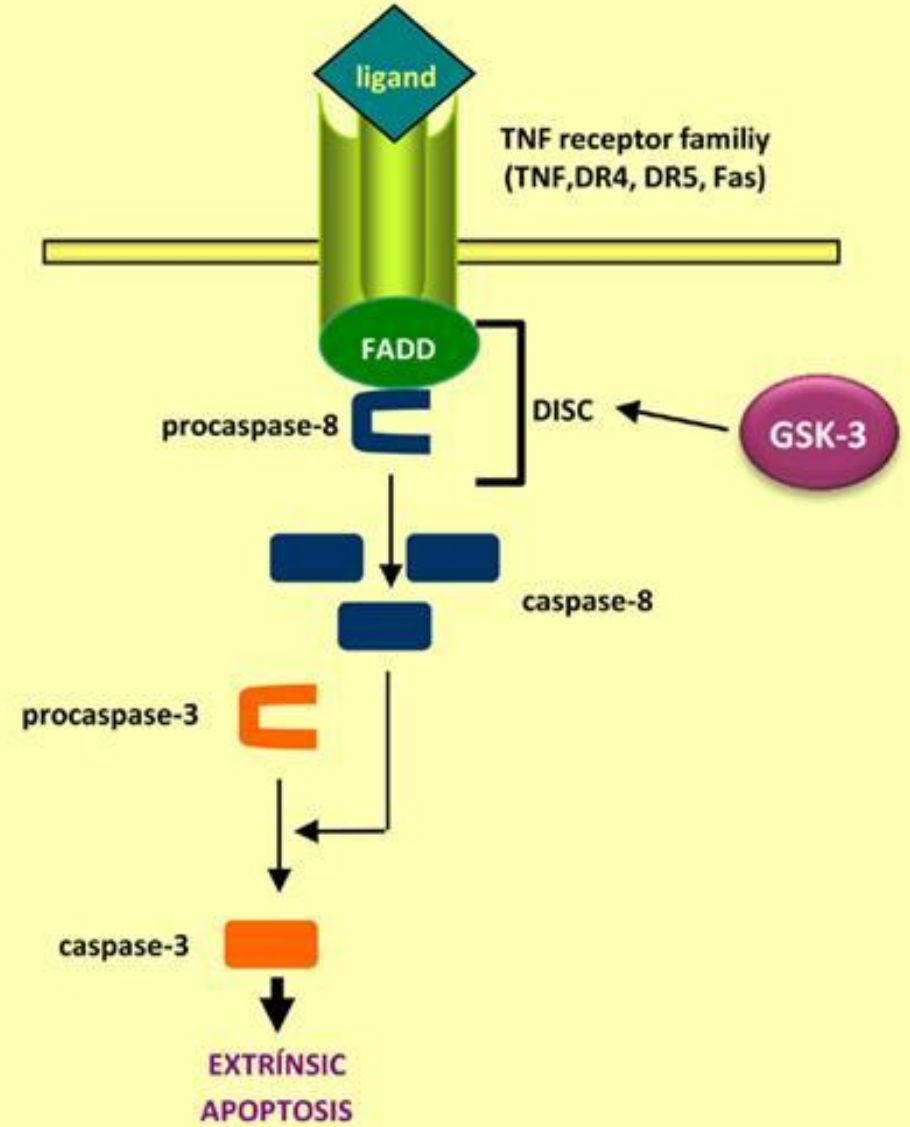 ligand
TNF receptor familiy
(TNF,DR4, DR5, Fas)
FADD
procaspase-8
DISC
GSK-3
caspase-8
procaspase-3
caspase-3
EXTRÍNSIC
APOPTOSIS